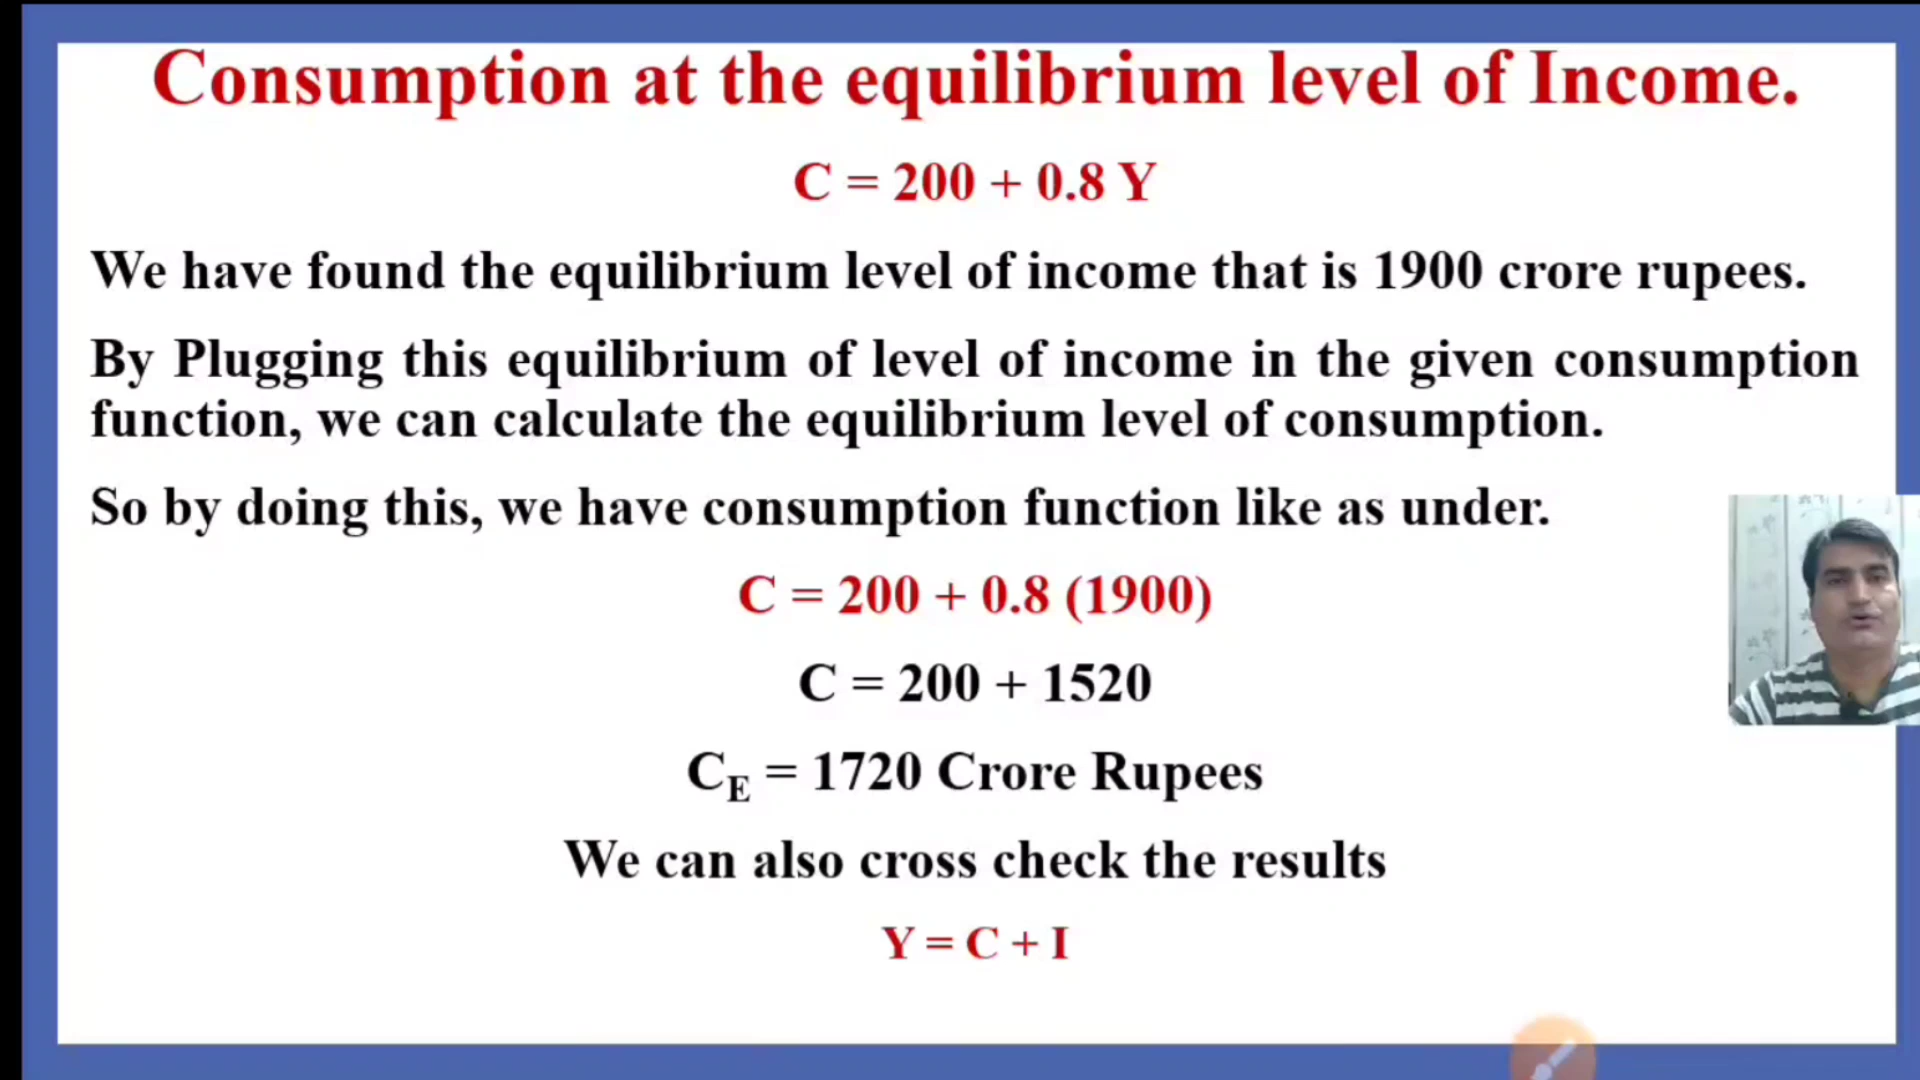 Consumption at the equilibrium level of Income.
C = 200 + 0.8 Y
We have found the equilibrium level of income that is 1900 crore rupees.
By Plugging this equilibrium of level of income in the given consumption
function, we can calculate the equilibrium level of consumption.
So by doing this, we have consumption function like as under.
C = 200 + 0.8 (1900)
C = 200 + 1520
C_E = 1720 Crore Rupees
We can also cross check the results
Y = C + I